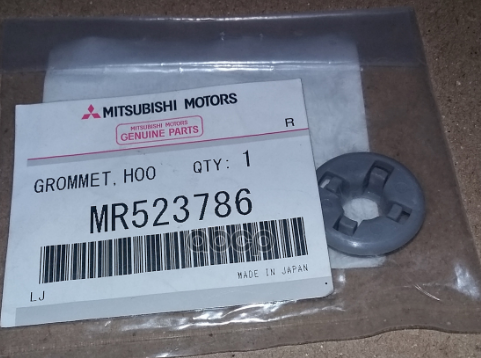 MITSUBISHI MOTORS
MITSUBISHI MOTORS
GENUINE PARTS
R
GROMMET, HOO QTY: 1
MR523786
MADE IN JAPAN
LJ